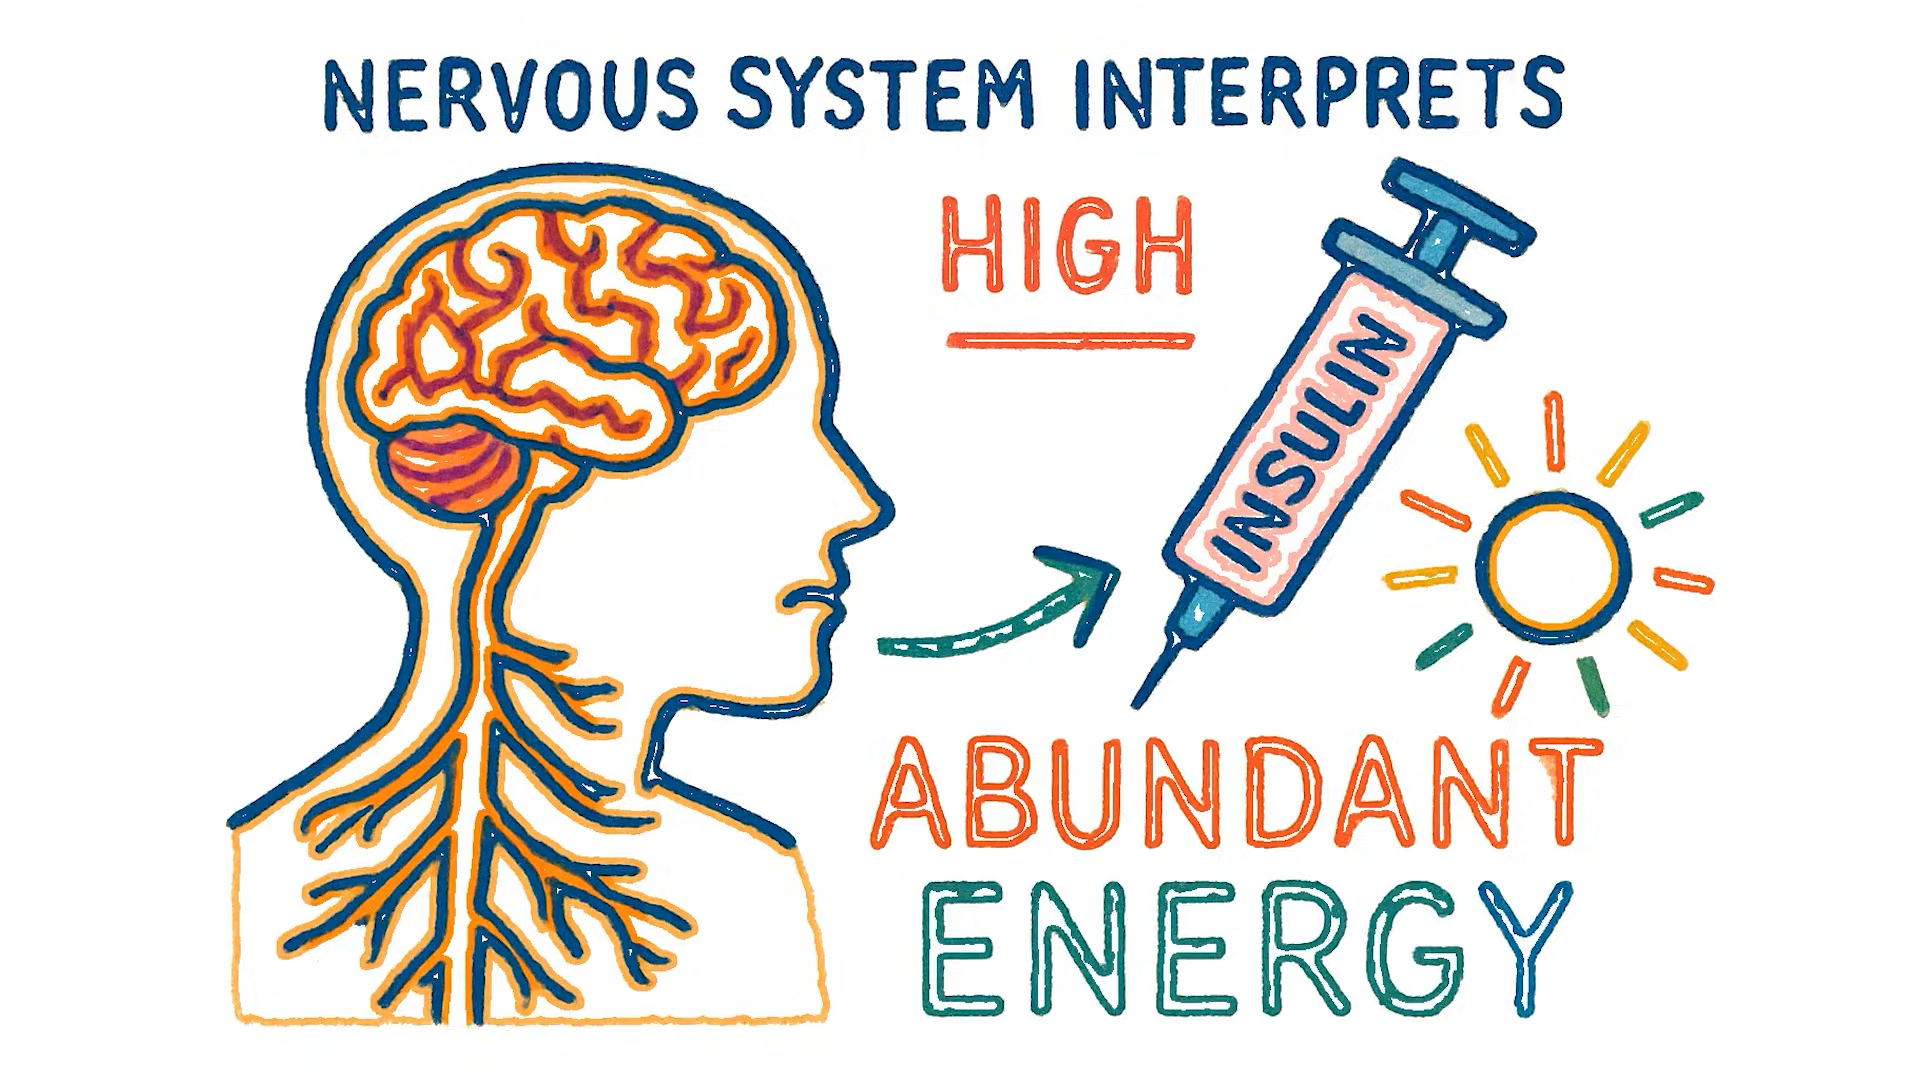 NERVOUS SYSTEM INTERPRETS
HIGH
INSULIN
ABUNDANT
ENERGY